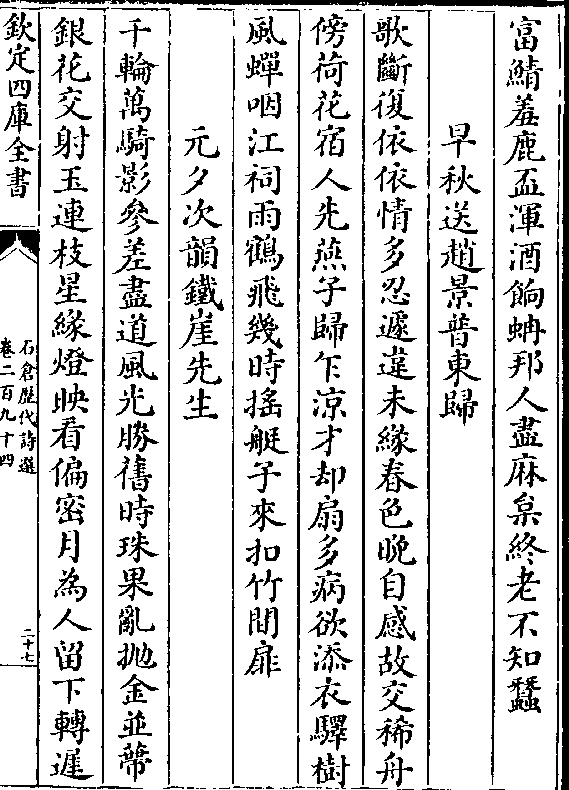 富鯖羞鹿盃渾酒餉蚺邦人盡麻枲終老不知蠶
早秋送趙景普東歸
歌斷復依依情多忍遽違未緣春色晚自感故交稀舟
傍荷花宿人先燕子歸乍涼才却扇多病欲添衣驛樹
風蟬咽江祠雨鶴飛幾時搖艇子來扣竹間扉
元夕次韻鐵崖先生
千輪萬騎影參差盡道風光勝舊時珠果亂拋金並蔕
銀花交射玉連枝星緣燈映看偏密月為人留下轉遲
欽定四庫全書
石倉歷代詩選
卷二百九十四
二十七